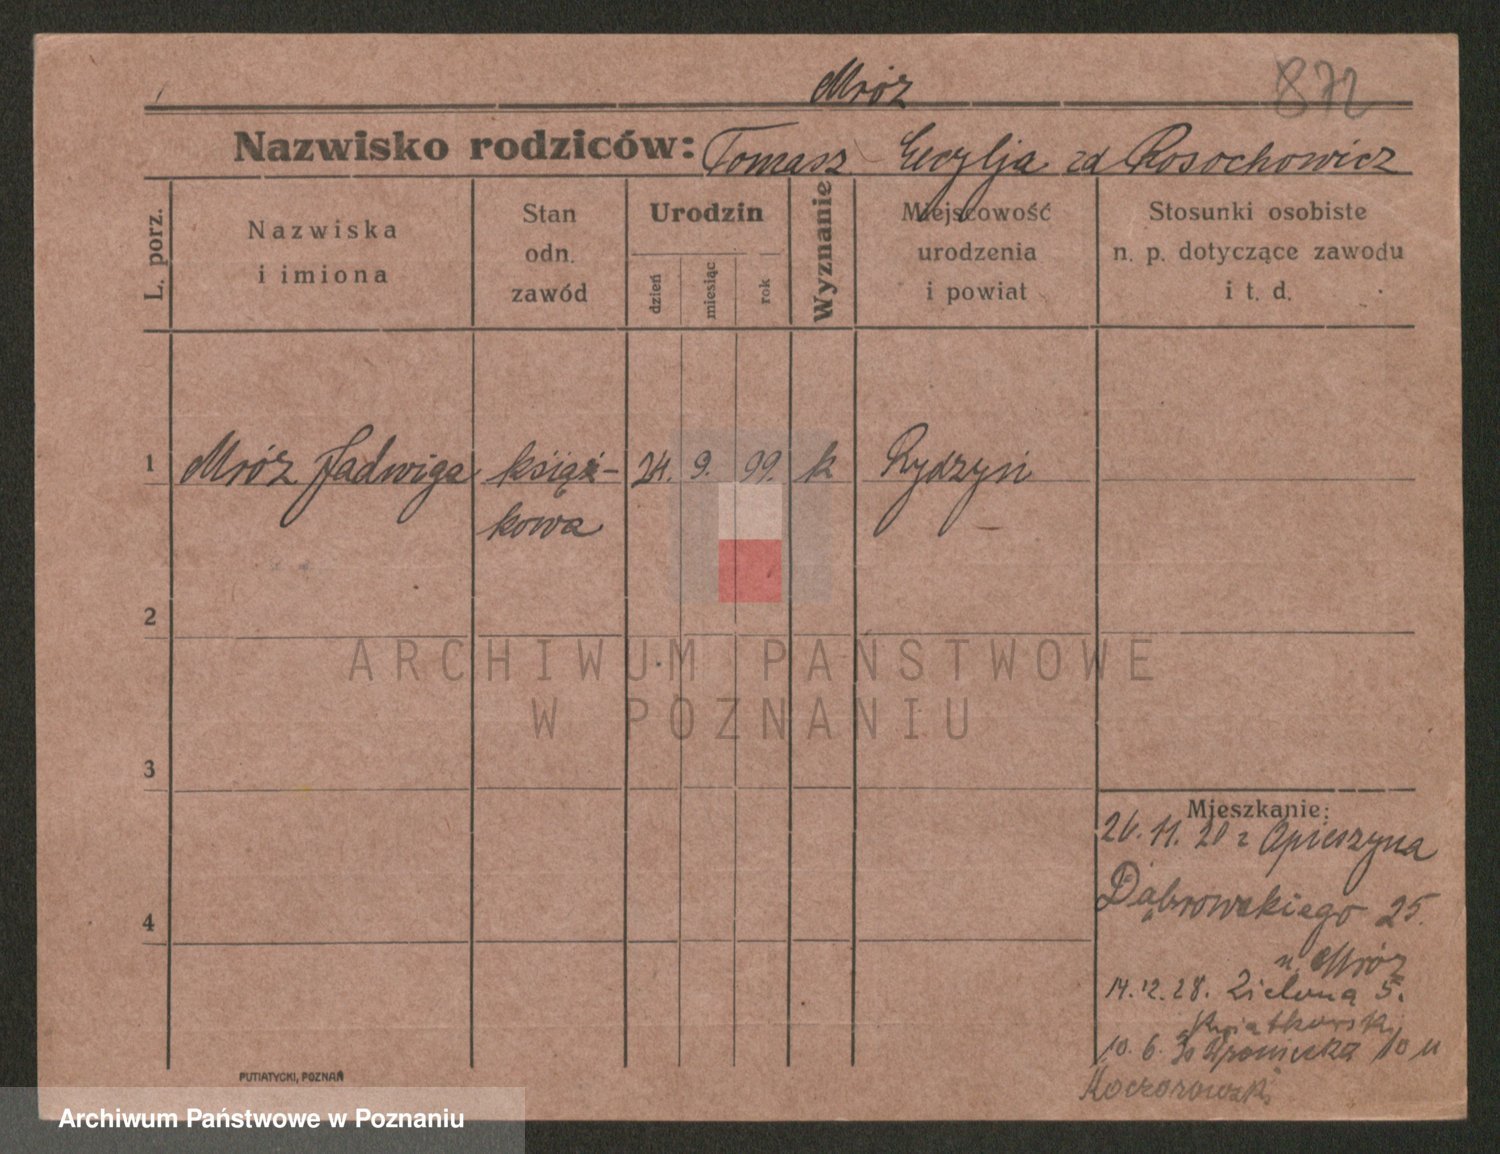 Mróz
872
Nazwisko rodziców: Tomasz Cecylja zd Rosochowicz
L. porz.
Nazwiska i imiona
Stan odn. zawód
Urodzin
dzień
miesiąc
rok
Wyznanie
Miejscowość urodzenia i powiat
Stosunki osobiste n. p. dotyczące zawodu i t. d.
1 Mróz Jadwiga książ- 24. 9. 99. k Rydzyń
kowa
2
ARCHIWUM PAŃSTWOWE
W POZNANIU
3
Mieszkanie:
26. 11. 20 z
Dąbrowskiego 25.
u Mróz
14.12.28. Zielona 5.
10. 6. 30 10 u
4
PUTIATYCKI, POZNAŃ
Archiwum Państwowe w Poznaniu